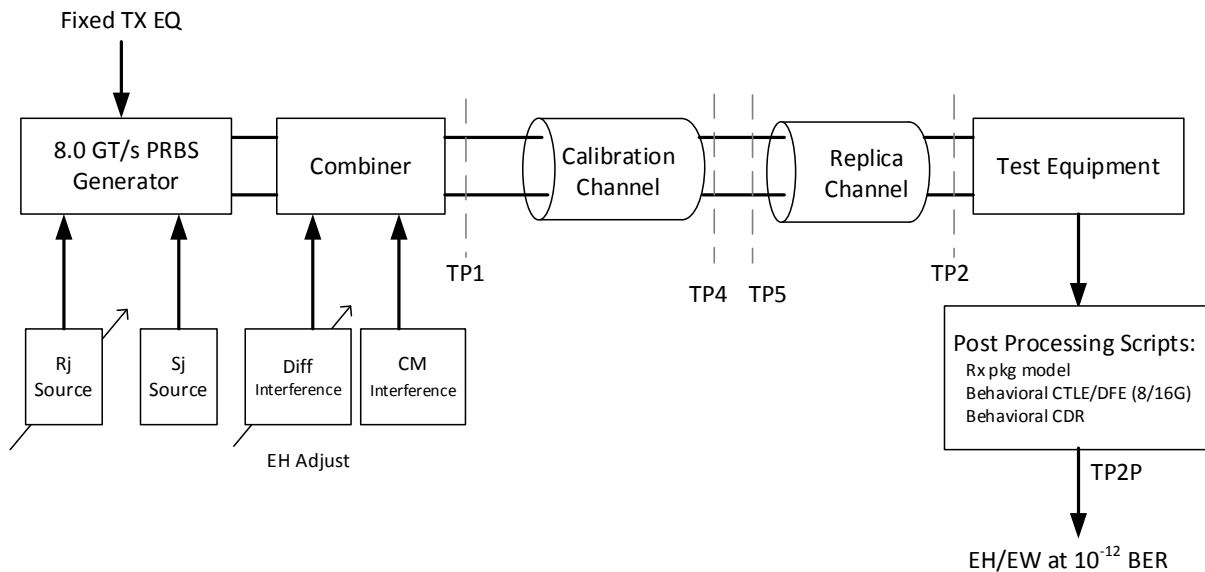 Fixed TX EQ
8.0 GT/s PRBS
Generator
Combiner
Calibration
Channel
Replica
Channel
Test Equipment
TP1
TP4
TP5
TP2
Rj
Source
Sj
Source
Diff
Interference
CM
Interference
EH Adjust
Post Processing Scripts:
Rx pkg model
Behavioral CTLE/DFE (8/16G)
Behavioral CDR
TP2P
EH/EW at 10⁻¹² BER